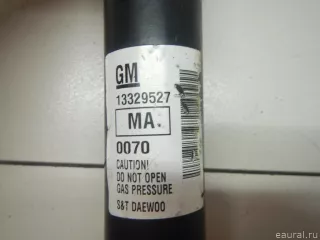 GM
13329527
MA
0070
CAUTION!
DO NOT OPEN
GAS PRESSURE
S&T DAEWOO
eaural.ru